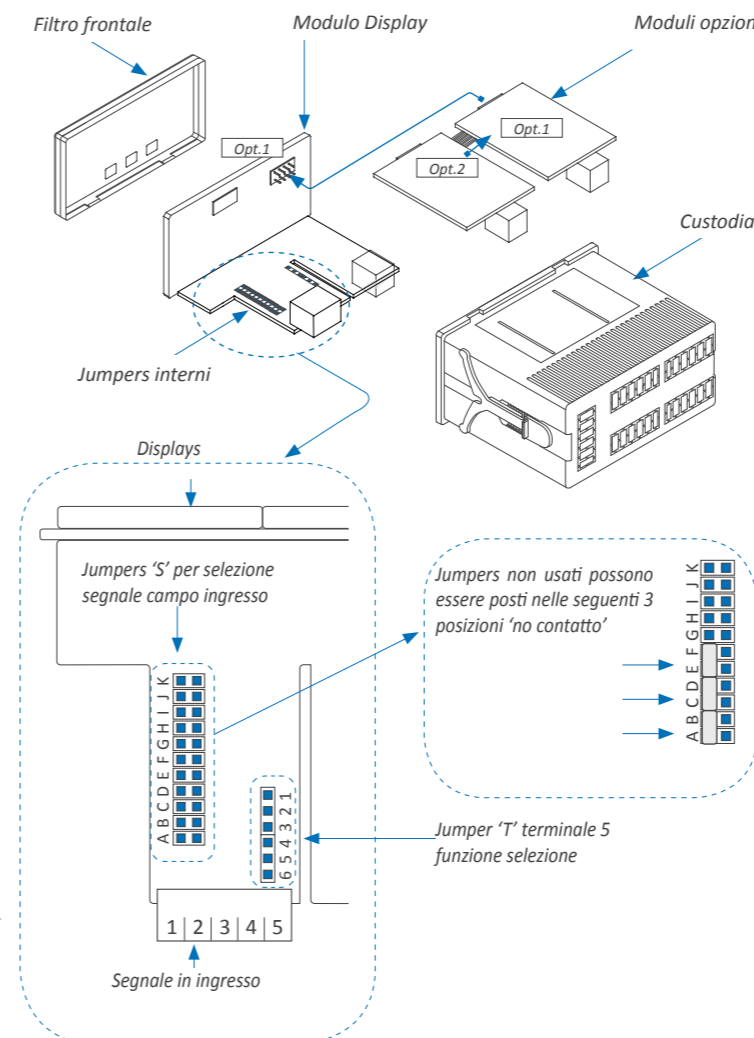 Filtro frontale
Modulo Display
Moduli opzion
Opt.1
Opt.1
Opt.2
Custodia
Jumpers interni
Displays
Jumpers ‘S’ per selezione
segnale campo ingresso
A B C D E F G H I J K
6 5 4 3 2 1
Jumpers non usati possono
essere posti nelle seguenti 3
posizioni ‘no contatto’
A B C D E F G H I J K
Jumper ‘T’ terminale 5
funzione selezione
1 2 3 4 5
Segnale in ingresso